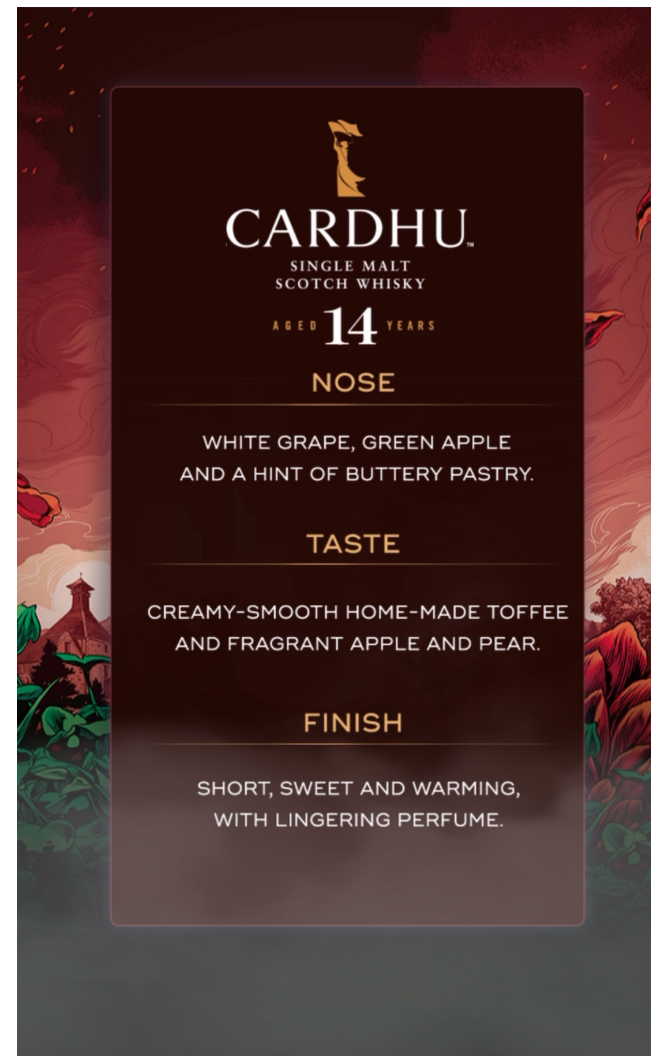 CARDHU™
SINGLE MALT
SCOTCH WHISKY
AGED 14 YEARS
NOSE
WHITE GRAPE, GREEN APPLE
AND A HINT OF BUTTERY PASTRY.
TASTE
CREAMY-SMOOTH HOME-MADE TOFFEE
AND FRAGRANT APPLE AND PEAR.
FINISH
SHORT, SWEET AND WARMING,
WITH LINGERING PERFUME.